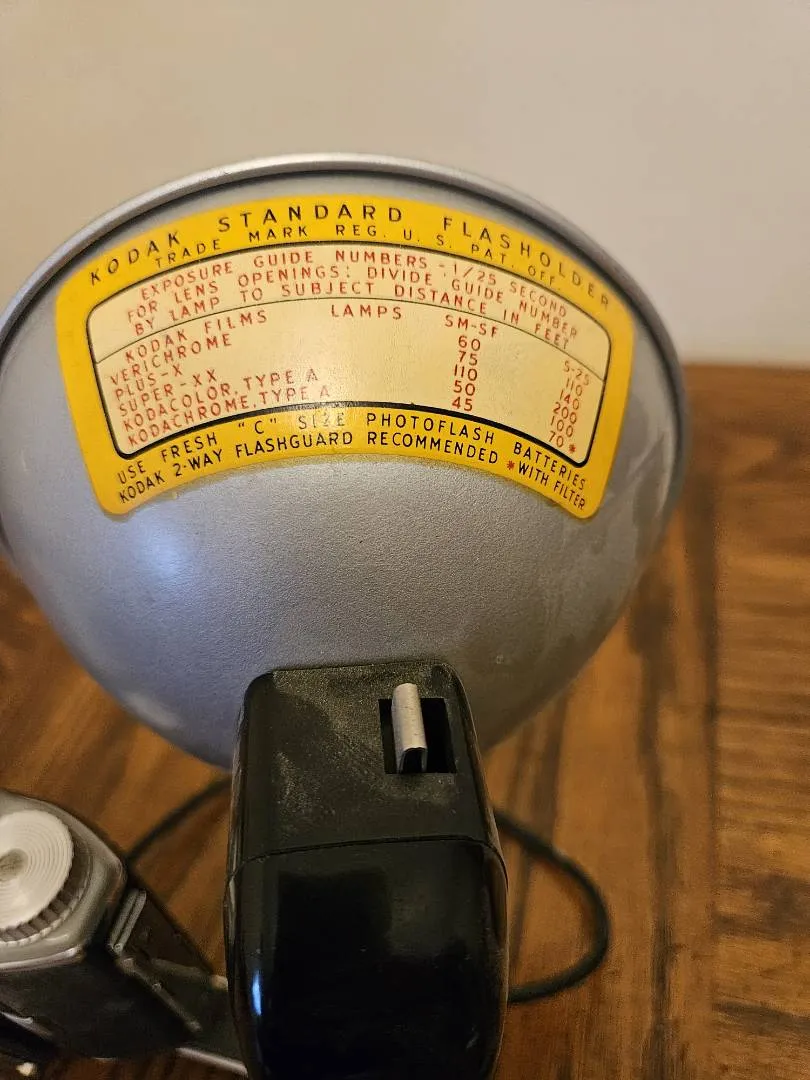 KODAK STANDARD FLASHOLDER
TRADE MARK REG. U. S. PAT. OFF.
EXPOSURE GUIDE NUMBERS - 1/25 SECOND
FOR LENS OPENINGS: DIVIDE GUIDE NUMBER
BY LAMP TO SUBJECT DISTANCE IN FEET
KODAK FILMS LAMPS SM-SF 5-25
VERICHROME 60 110
PLUS-X 75 140
SUPER-XX 110 200
KODACOLOR, TYPE A 50 100
KODACHROME, TYPE A 45 70*
USE FRESH "C" SIZE PHOTOFLASH BATTERIES
KODAK 2-WAY FLASHGUARD RECOMMENDED *WITH FILTER